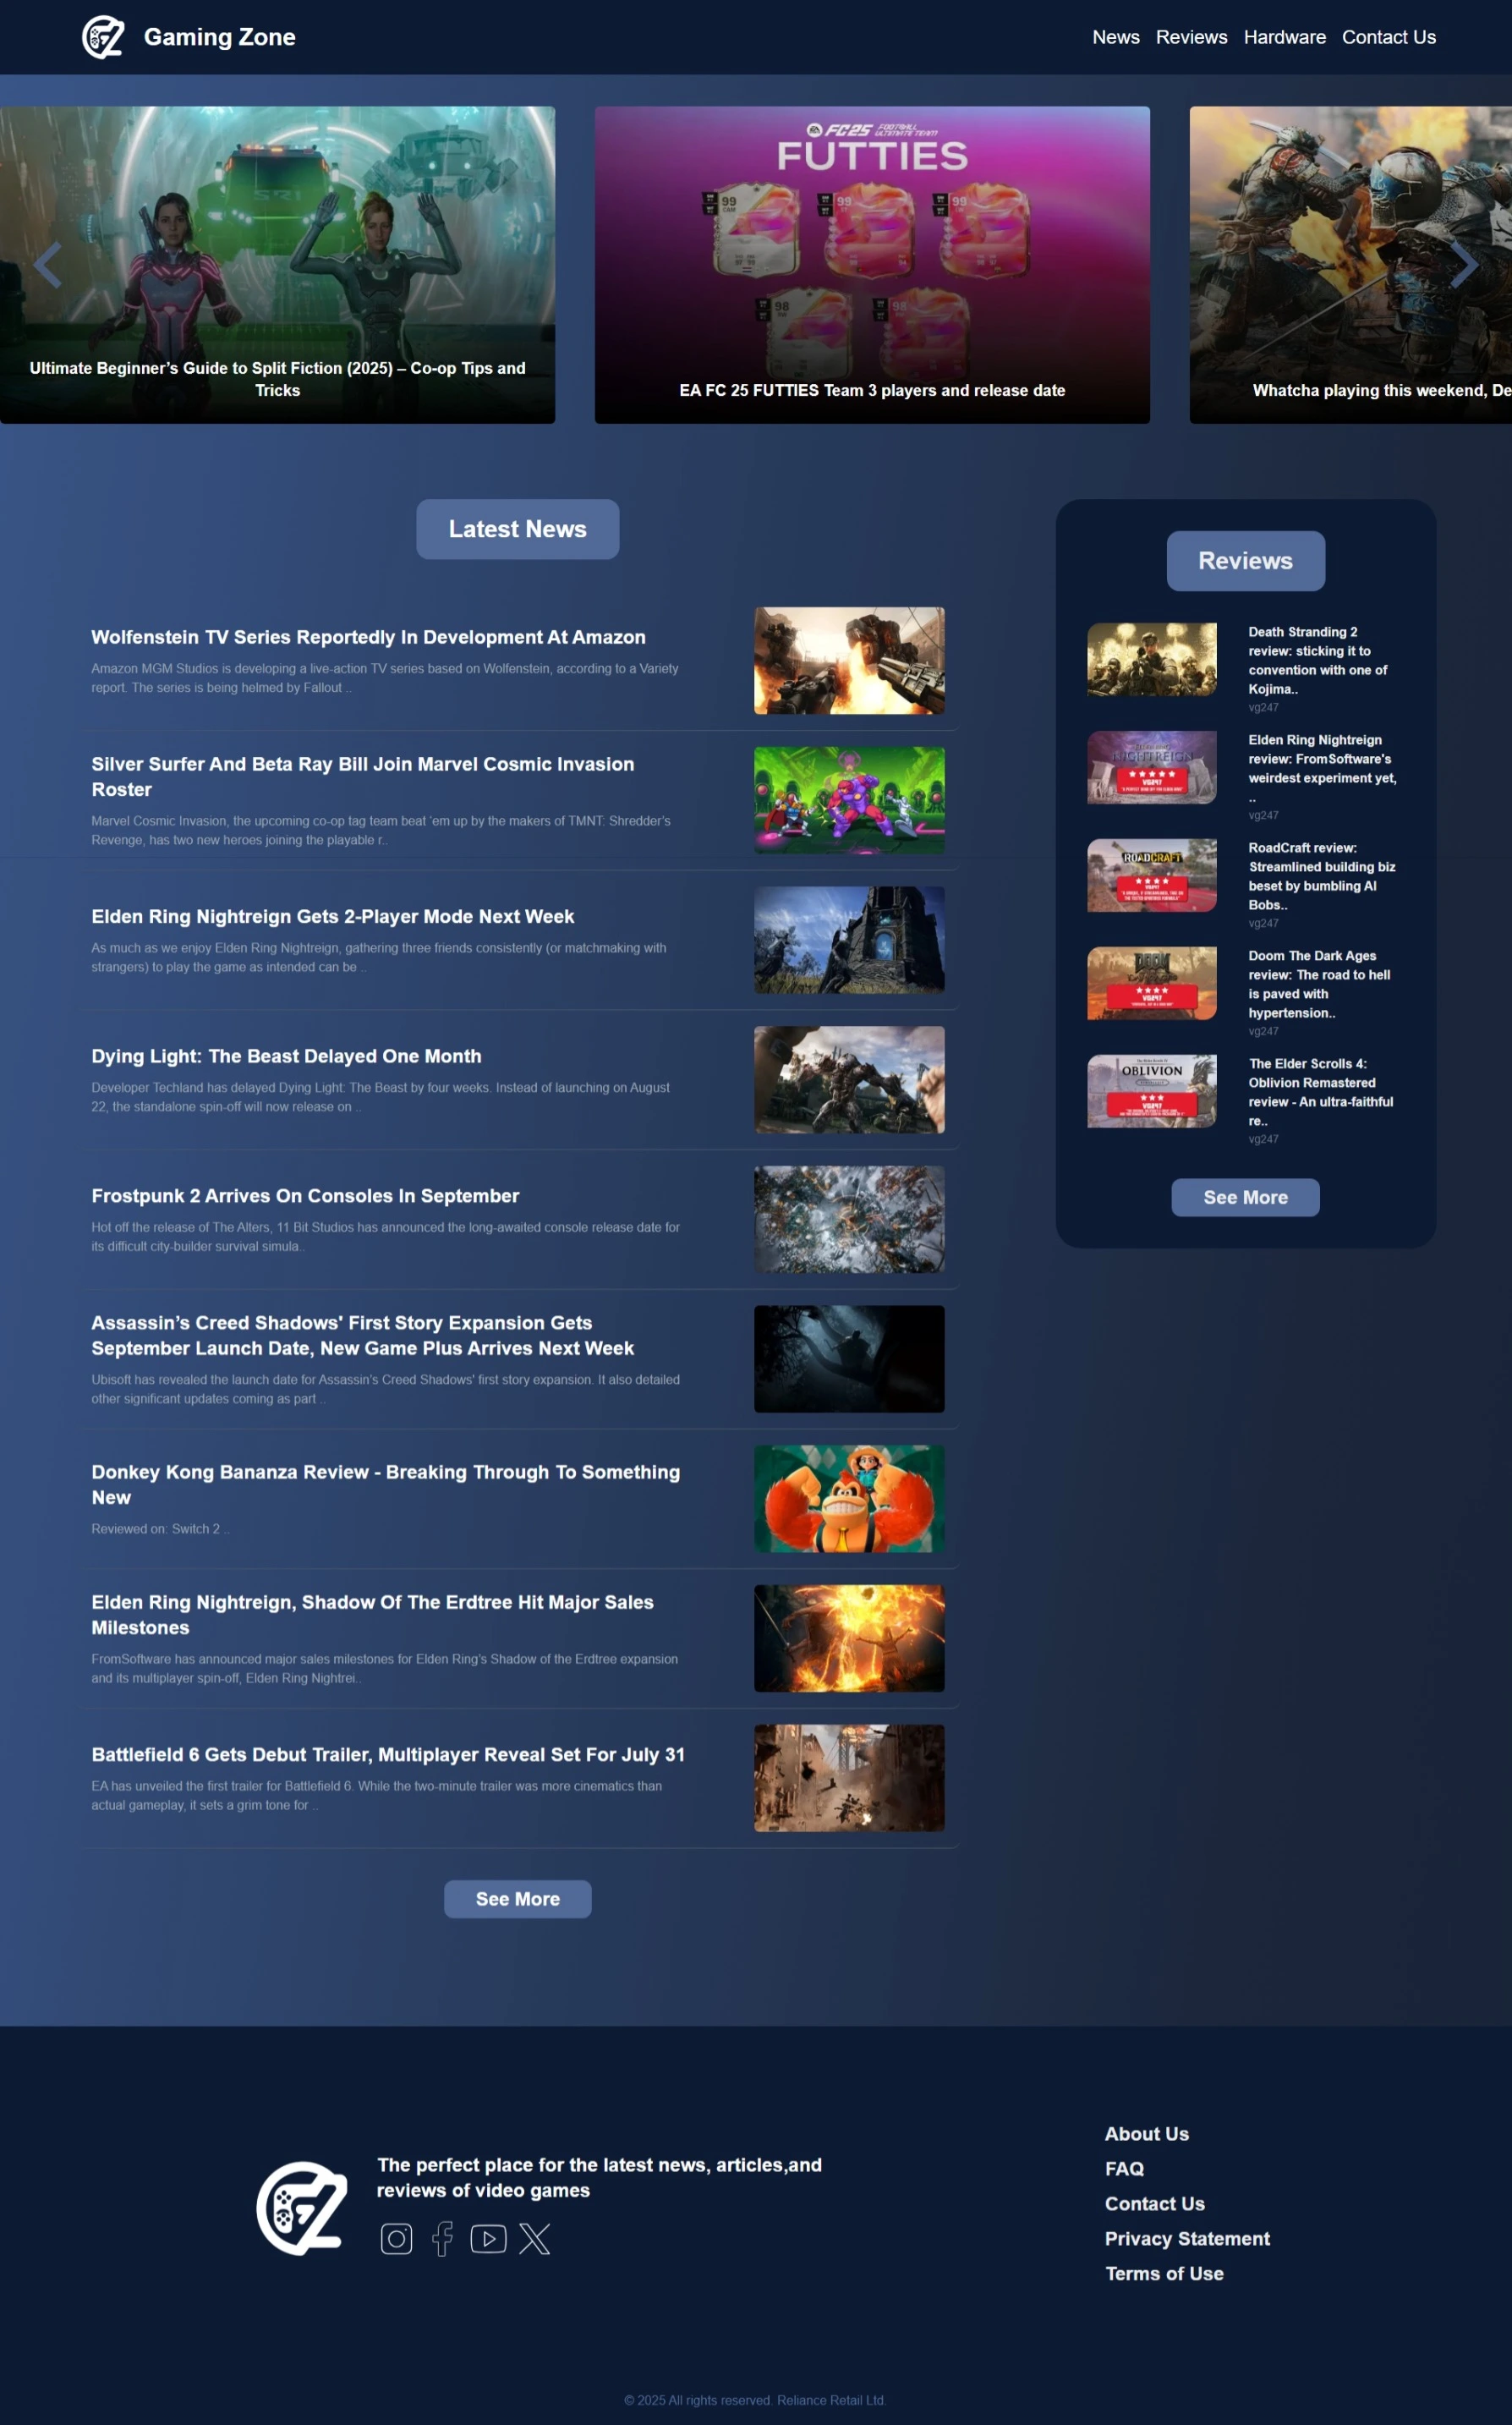 Gaming Zone
News Reviews Hardware Contact Us
SRI
FC25 FOOTBALL ULTIMATE TEAM
FUTTIES
99
CAM
99
99
98
98
Ultimate Beginner’s Guide to Split Fiction (2025) – Co-op Tips and
Tricks
EA FC 25 FUTTIES Team 3 players and release date
Whatcha playing this weekend, De
Latest News
Wolfenstein TV Series Reportedly In Development At Amazon
Amazon MGM Studios is developing a live-action TV series based on Wolfenstein, according to a Variety
report. The series is being helmed by Fallout ..
Silver Surfer And Beta Ray Bill Join Marvel Cosmic Invasion
Roster
Marvel Cosmic Invasion, the upcoming co-op tag team beat ’em up by the makers of TMNT: Shredder’s
Revenge, has two new heroes joining the playable r..
Elden Ring Nightreign Gets 2-Player Mode Next Week
As much as we enjoy Elden Ring Nightreign, gathering three friends consistently (or matchmaking with
strangers) to play the game as intended can be ..
Dying Light: The Beast Delayed One Month
Developer Techland has delayed Dying Light: The Beast by four weeks. Instead of launching on August
22, the standalone spin-off will now release on ..
Frostpunk 2 Arrives On Consoles In September
Hot off the release of The Alters, 11 Bit Studios has announced the long-awaited console release date for
its difficult city-builder survival simula..
Assassin’s Creed Shadows' First Story Expansion Gets
September Launch Date, New Game Plus Arrives Next Week
Ubisoft has revealed the launch date for Assassin’s Creed Shadows' first story expansion. It also detailed
other significant updates coming as part ..
Donkey Kong Bananza Review - Breaking Through To Something
New
Reviewed on: Switch 2 ..
Elden Ring Nightreign, Shadow Of The Erdtree Hit Major Sales
Milestones
FromSoftware has announced major sales milestones for Elden Ring’s Shadow of the Erdtree expansion
and its multiplayer spin-off, Elden Ring Nightrei..
Battlefield 6 Gets Debut Trailer, Multiplayer Reveal Set For July 31
EA has unveiled the first trailer for Battlefield 6. While the two-minute trailer was more cinematics than
actual gameplay, it sets a grim tone for ..
See More
Reviews
Death Stranding 2
review: sticking it to
convention with one of
Kojima..
vg247
NIGHTREIGN
VG247
Elden Ring Nightreign
review: FromSoftware's
weirdest experiment yet,
..
vg247
ROADCRAFT
VG247
RoadCraft review:
Streamlined building biz
beset by bumbling AI
Bobs..
vg247
DOOM
VG247
Doom The Dark Ages
review: The road to hell
is paved with
hypertension..
vg247
OBLIVION
VG247
The Elder Scrolls 4:
Oblivion Remastered
review - An ultra-faithful
re..
vg247
See More
The perfect place for the latest news, articles,and
reviews of video games
About Us
FAQ
Contact Us
Privacy Statement
Terms of Use
© 2025 All rights reserved. Reliance Retail Ltd.